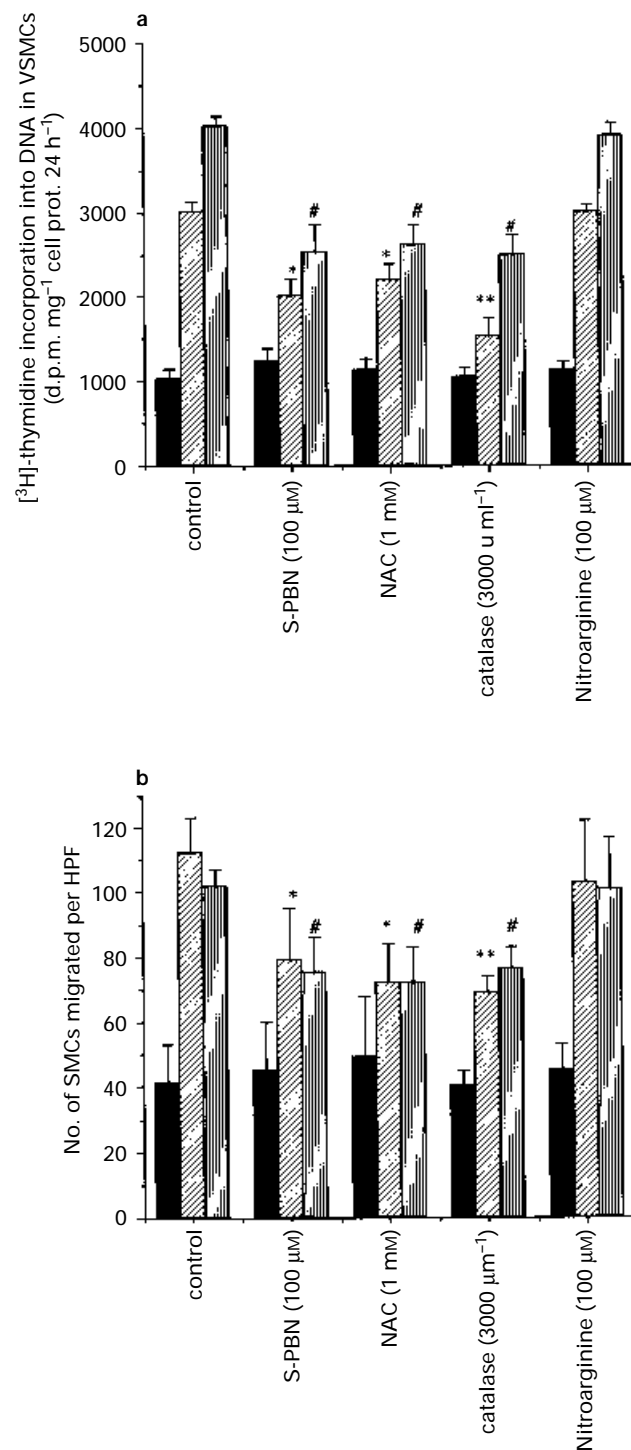 a
[³H]-thymidine incorporation into DNA in VSMCs
(d.p.m. mg⁻¹ cell prot. 24 h⁻¹)
5000
4000
3000
2000
1000
0
#
#
#
*
*
**
control
S-PBN (100 µM)
NAC (1 mM)
catalase (3000 u ml⁻¹)
Nitroarginine (100 µM)
b
No. of SMCs migrated per HPF
120
100
80
60
40
20
0
*
#
*
#
**
#
control
S-PBN (100 µM)
NAC (1 mM)
catalase (3000 µm⁻¹)
Nitroarginine (100 µM)